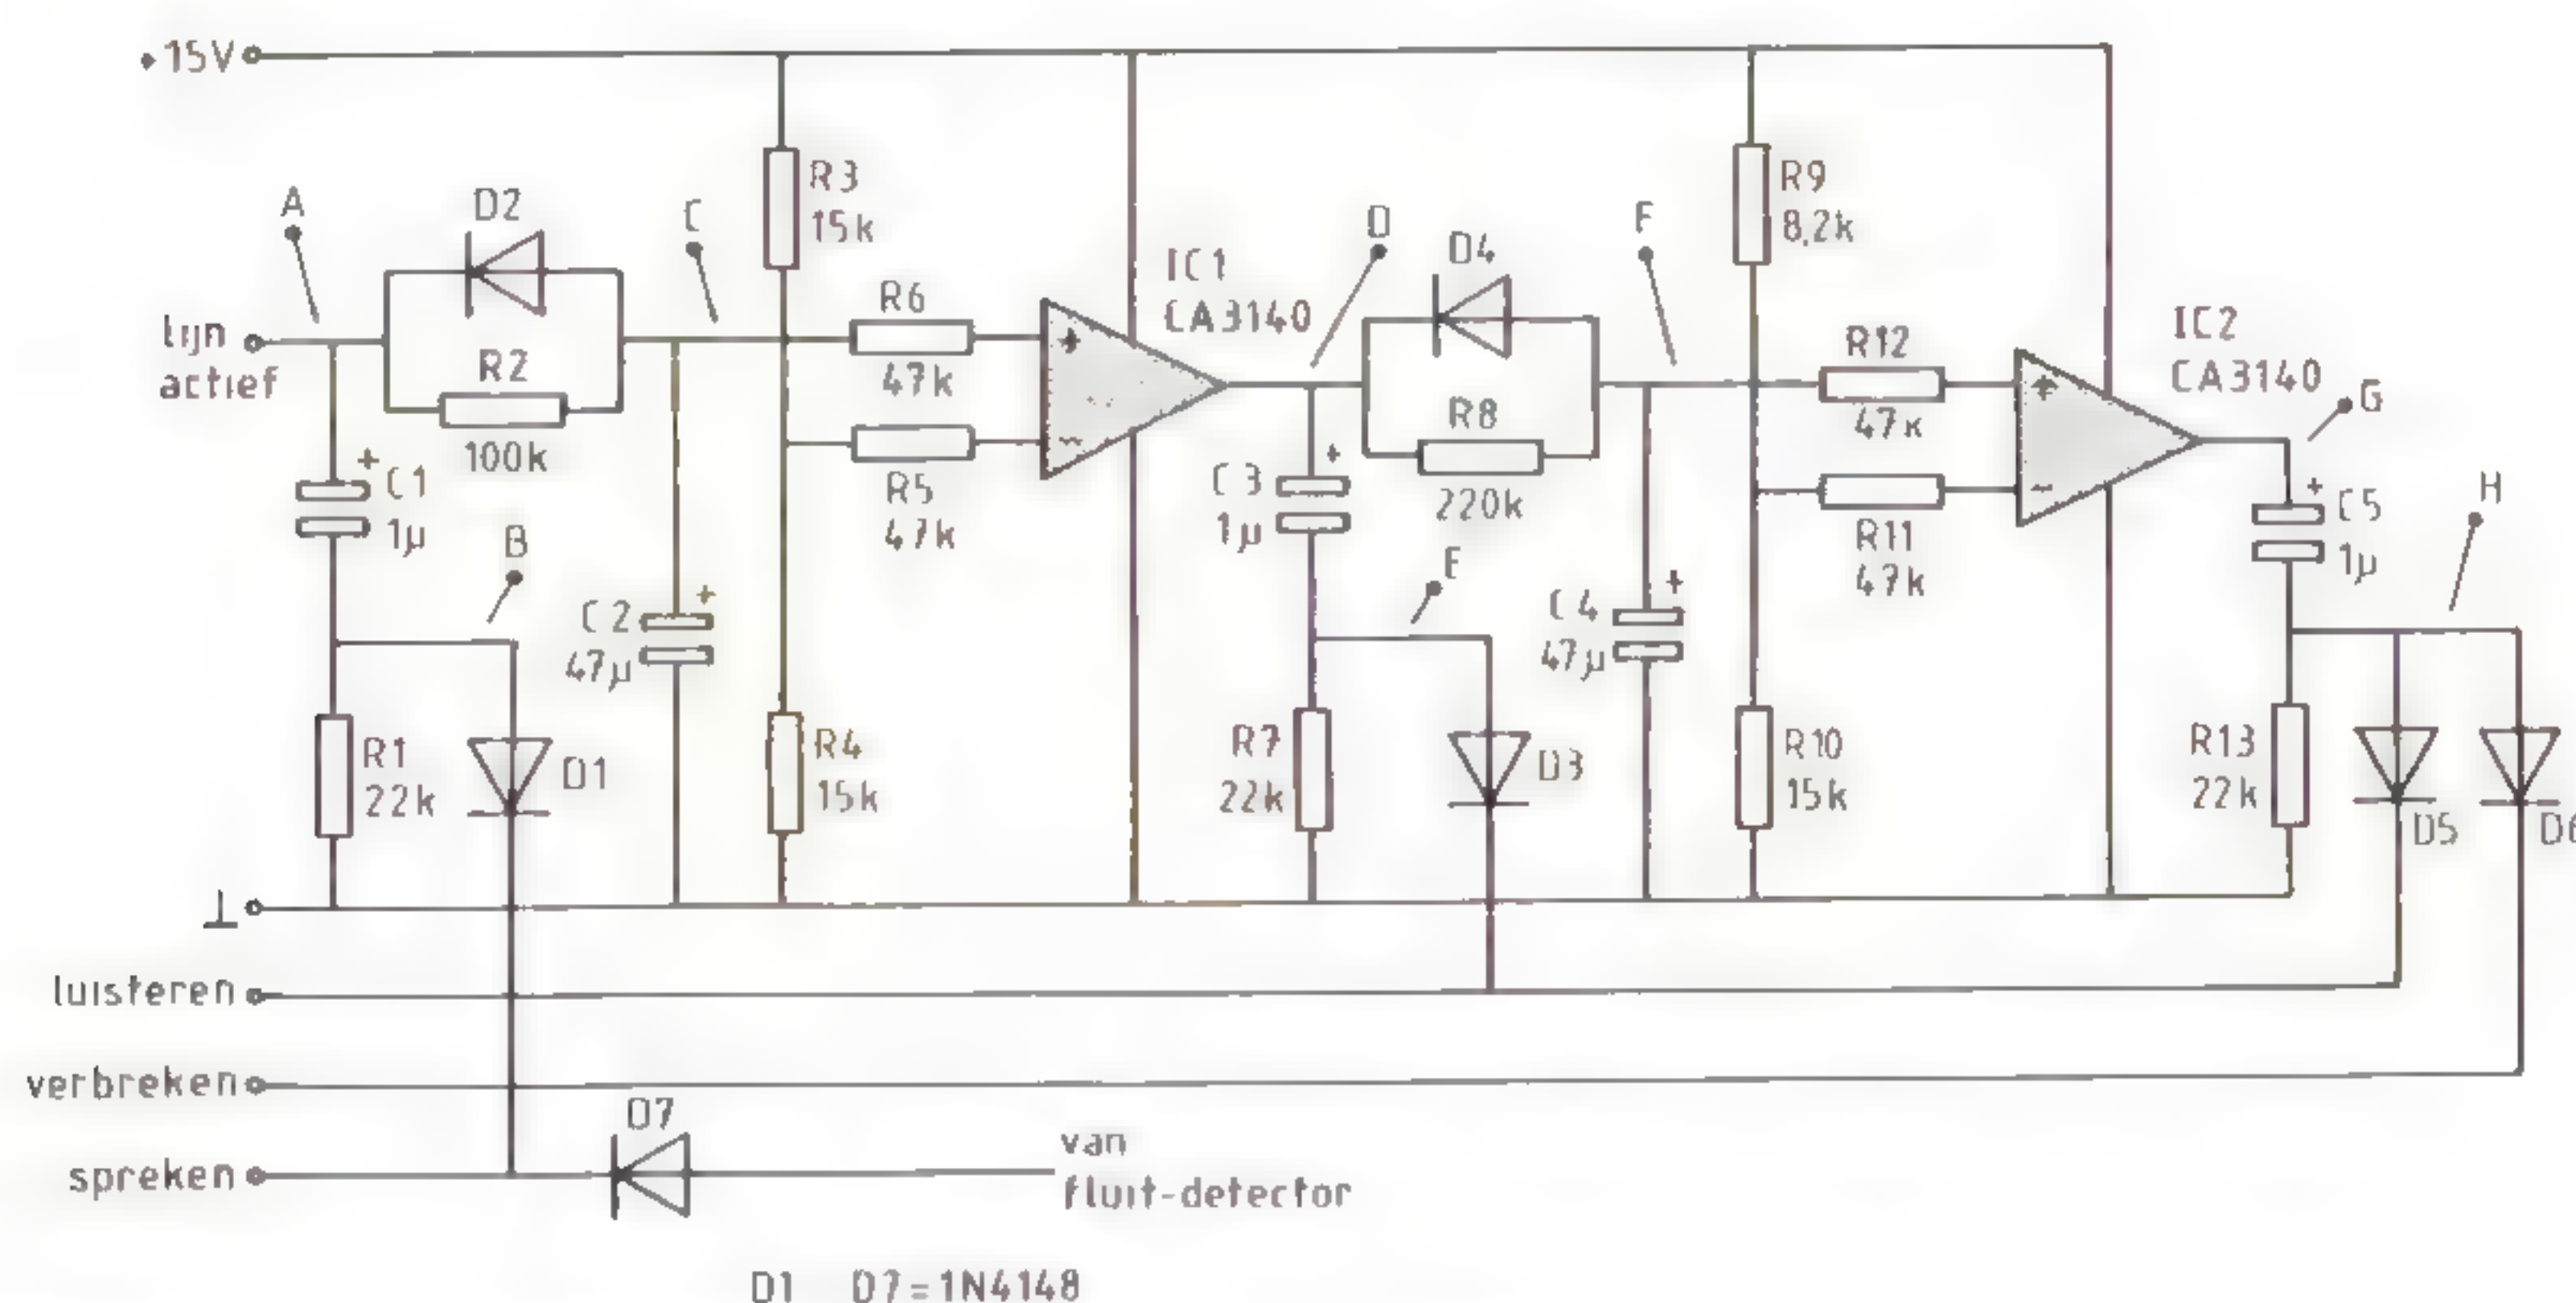 +15V
R3
15k
R9
8,2k
A
D2
C
D
F
D4
IC1
CA3140
lijn
actief
R6
47k
R2
100k
R5
47k
R8
220k
R12
47k
R11
47k
IC2
CA3140
G
H
+
C1
1µ
B
+
C2
47µ
+
-
+
C3
1µ
E
+
C4
47µ
+
-
+
C5
1µ
R1
22k
D1
R4
15k
R7
22k
D3
R10
15k
R13
22k
D5
D6
luisteren
verbreken
spreken
D7
van
fluit-detector
D1 D7=1N4148